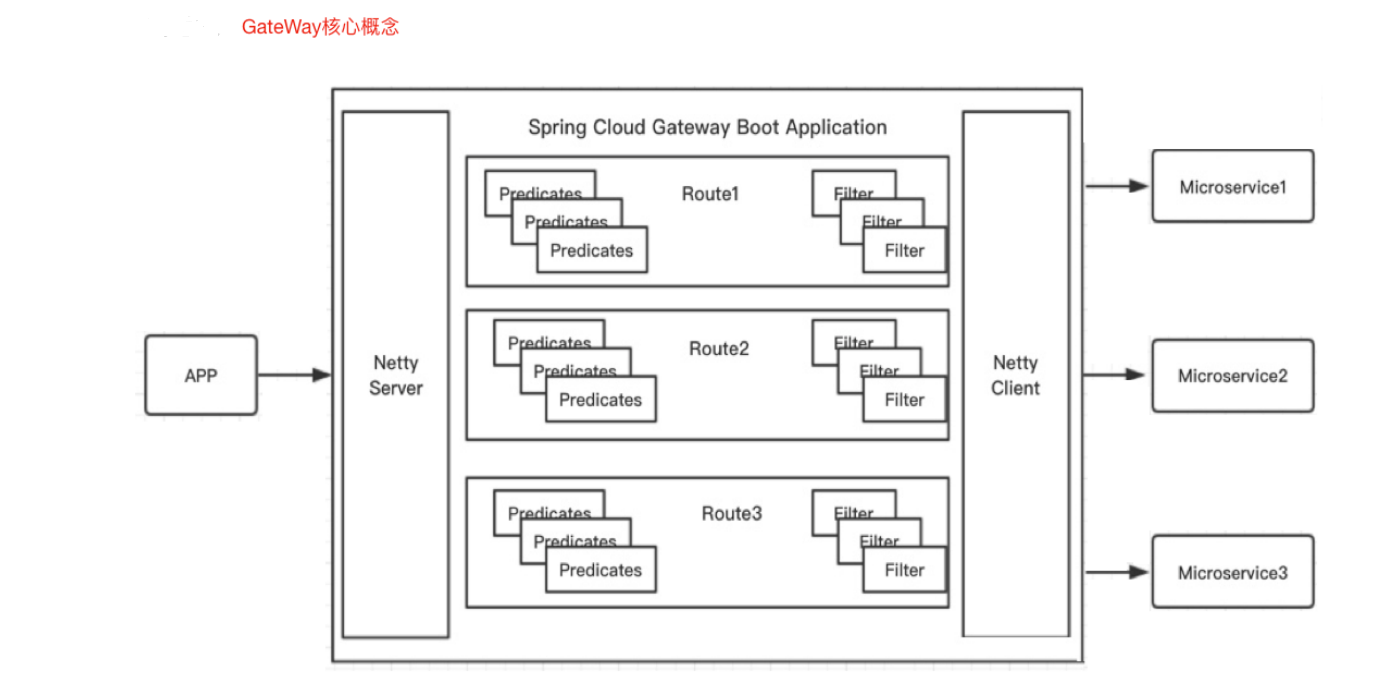 GateWay核心概念
Spring Cloud Gateway Boot Application
Netty
Server
Predicates
Predicates
Predicates
Route1
Filter
Filter
Filter
Predicates
Predicates
Predicates
Route2
Filter
Filter
Filter
Predicates
Predicates
Predicates
Route3
Filter
Filter
Filter
Netty
Client
APP
Microservice1
Microservice2
Microservice3